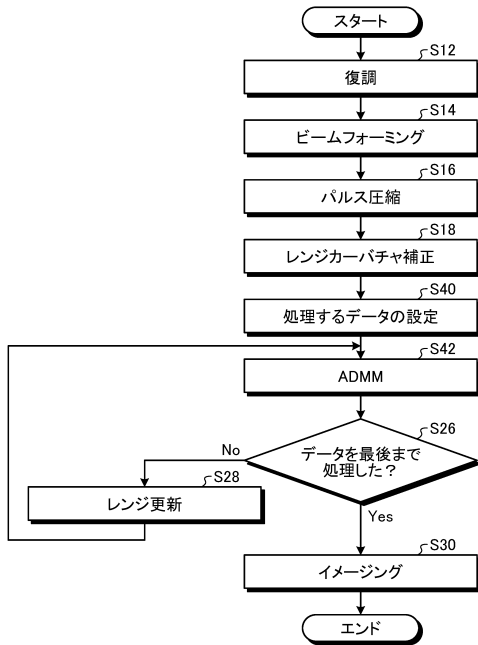 スタート
S12
復調
S14
ビームフォーミング
S16
パルス圧縮
S18
レンジカーバチャ補正
S40
処理するデータの設定
S42
ADMM
S26
データを最後まで
処理した?
No
S28
レンジ更新
Yes
S30
イメージング
エンド